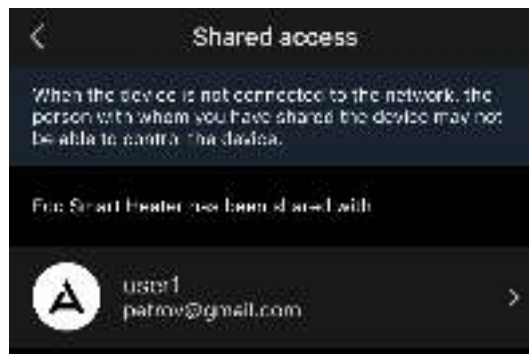 Shared access
When the device is not connected to the network, the
person with whom you have shared the device may not
be able to control the device.
Smart Heater has been shared with
user1
petrov@gmail.com